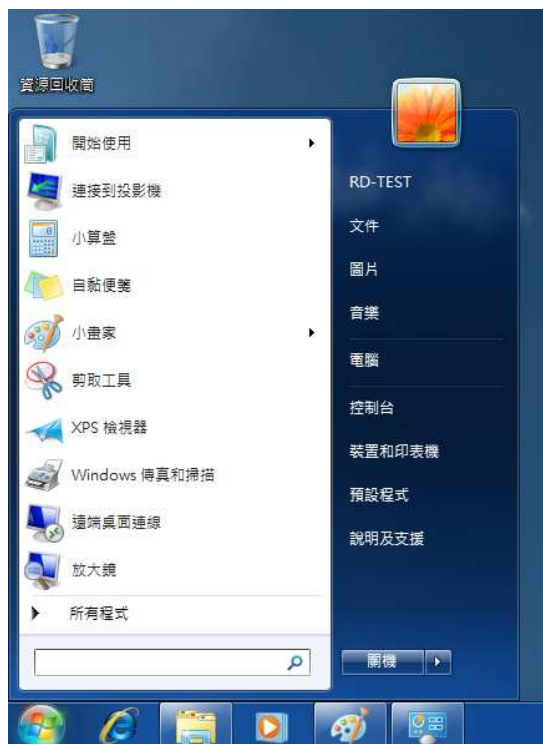 資源回收筒
開始使用
連接到投影機
小算盤
自黏便箋
小畫家
剪取工具
XPS 檢視器
Windows 傳真和掃描
遠端桌面連線
放大鏡
所有程式
RD-TEST
文件
圖片
音樂
電腦
控制台
裝置和印表機
預設程式
說明及支援
關機